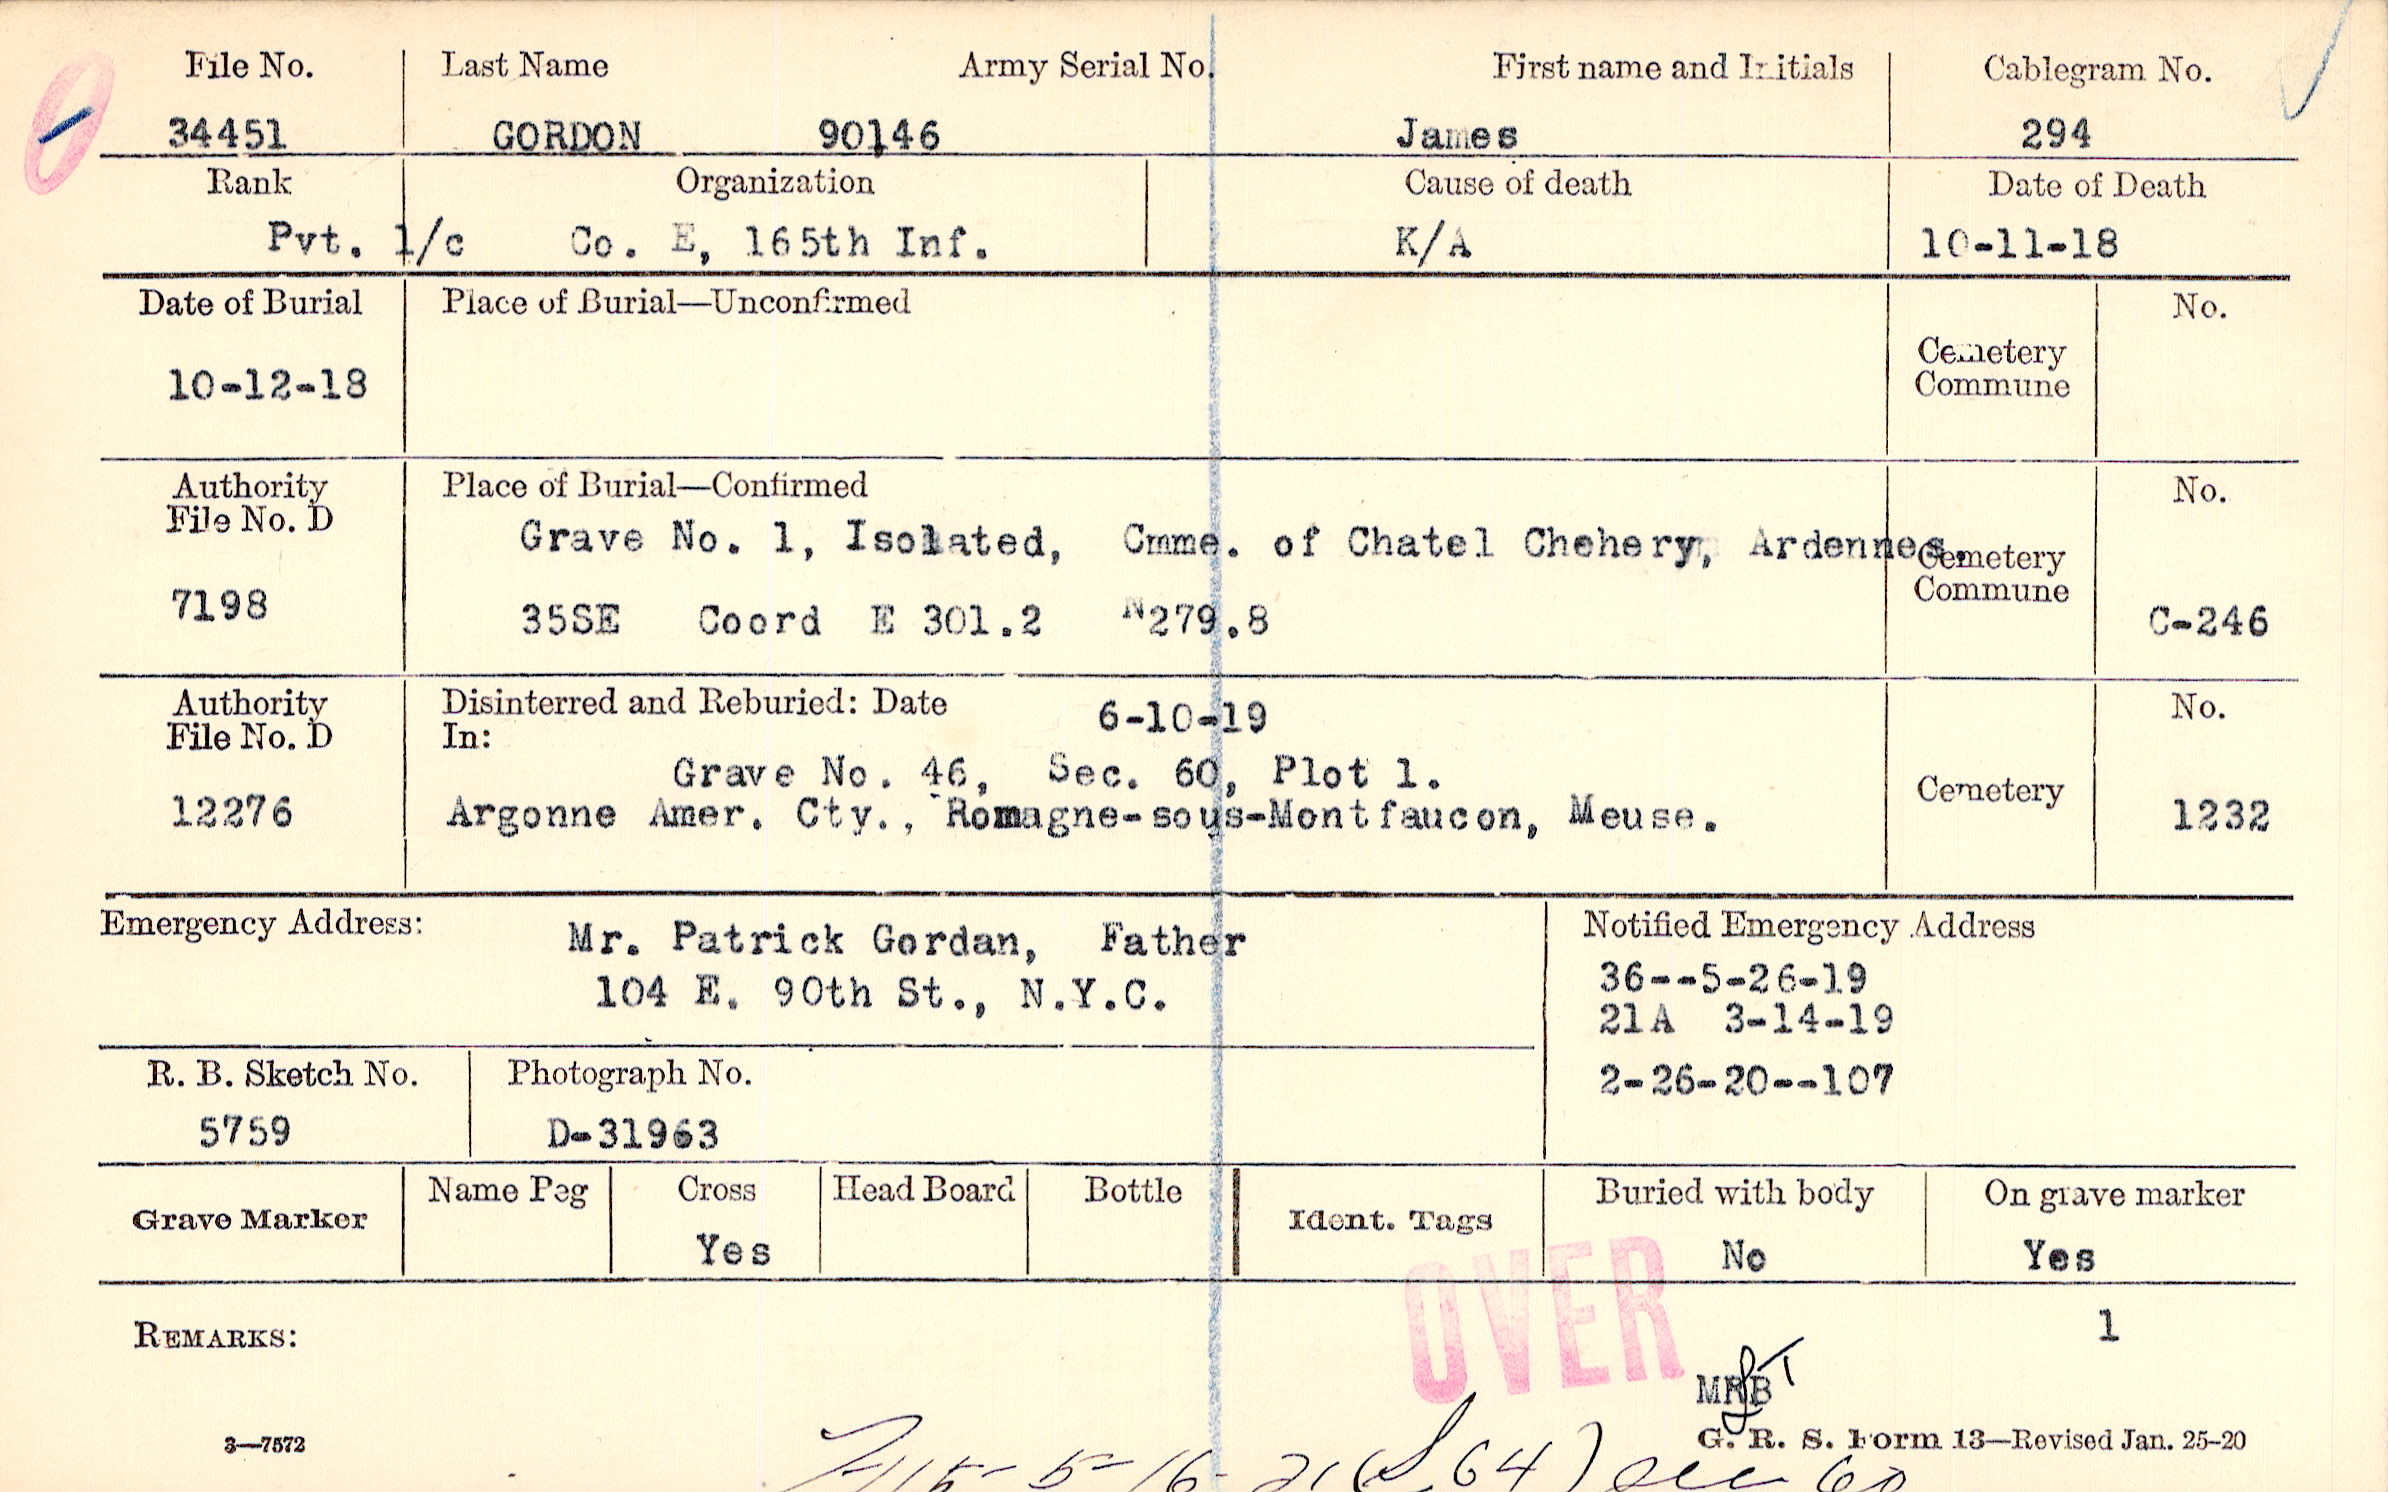 File No. Last Name Army Serial No. First name and Initials Cablegram No.
34451 GORDON 90146 James 294
Rank Organization Cause of death Date of Death
Pvt. 1/c Co. E, 165th Inf. K/A 10-11-18
Date of Burial Place of Burial—Unconfirmed No.
Cemetery
Commune
10-12-18
Authority Place of Burial—Confirmed No.
File No. D
Grave No. 1, Isolated, Cmme. of Chatel Chehery, Ardennes.
Cemetery
Commune
7198 35SE Coord E 301.2 N279.8 C-246
Authority Disinterred and Reburied: Date 6-10-19 No.
File No. D In:
Grave No. 46, Sec. 60, Plot 1.
Cemetery
12276 Argonne Amer. Cty., Romagne-sous-Montfaucon, Meuse. 1232
Emergency Address: Mr. Patrick Gordan, Father Notified Emergency Address
104 E. 90th St., N.Y.C. 36--5-26-19
21A 3-14-19
2-26-20--107
R. B. Sketch No. Photograph No.
5759 D-31963
Grave Marker Name Peg Cross Head Board Bottle Ident. Tags Buried with body On grave marker
Yes No Yes
OVER
REMARKS: 1
MRB
3—7572 G. R. S. Form 13—Revised Jan. 25-20
5-16-21 64)